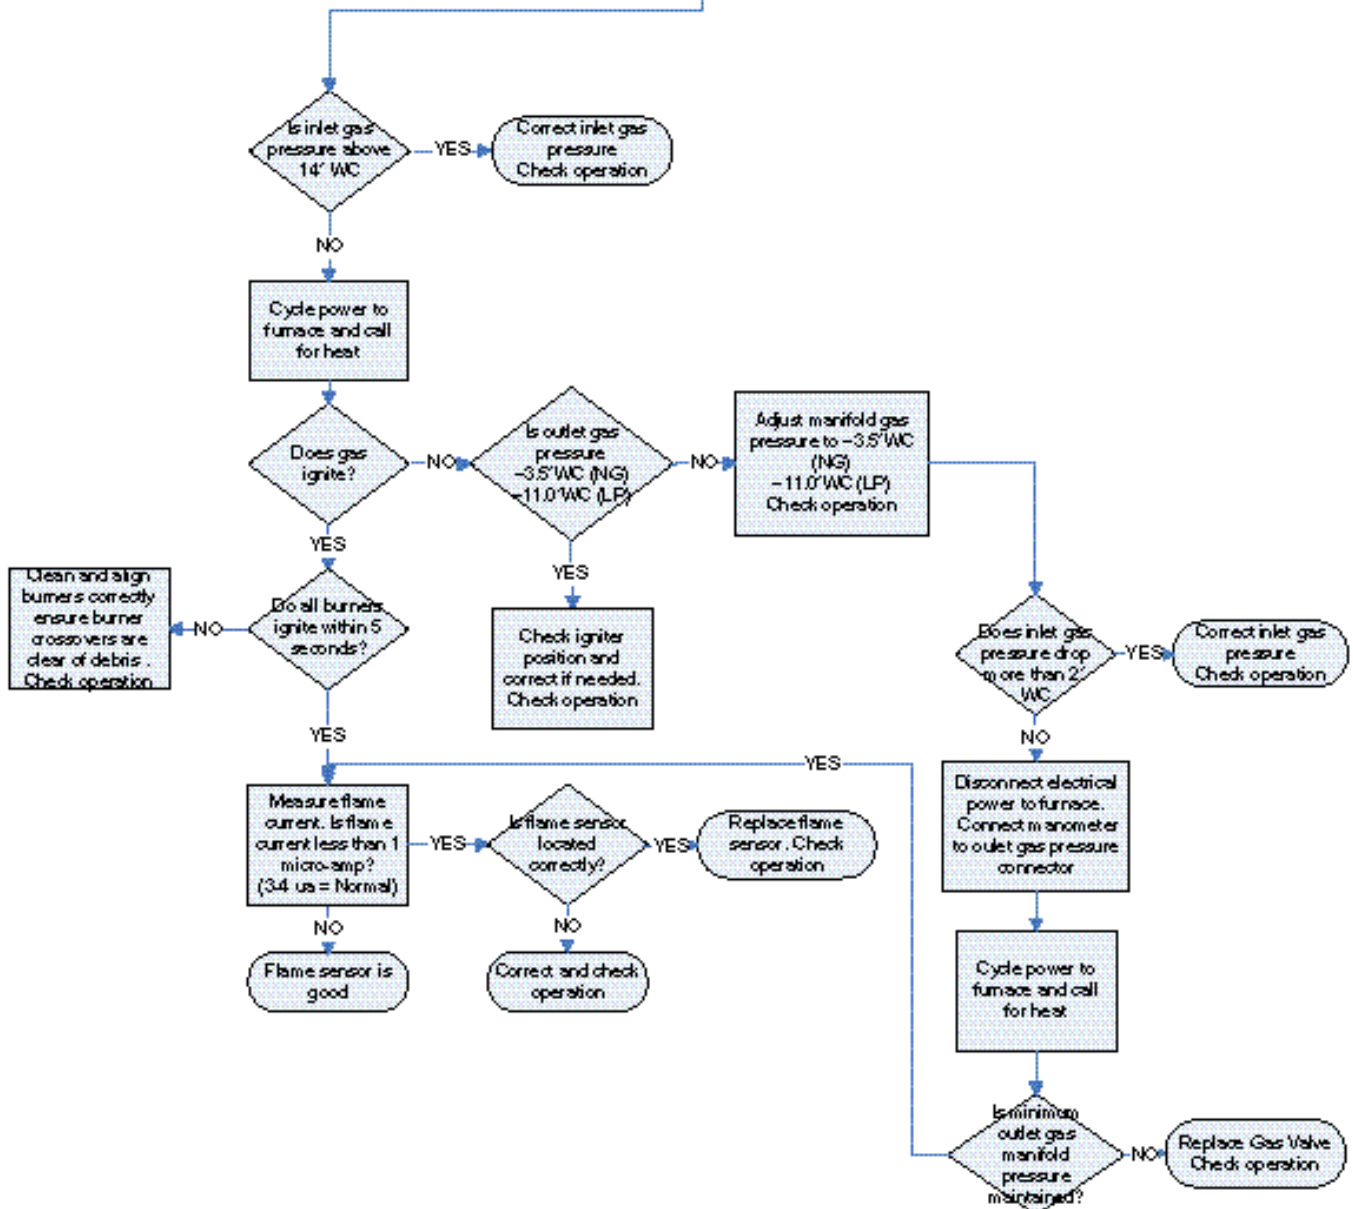 Is inlet gas
pressure above
14" WC
YES
Correct inlet gas
pressure
Check operation
NO
Cycle power to
furnace and call
for heat
Does gas
ignite?
NO
Is outlet gas
pressure
~3.5"WC (NG)
~11.0"WC (LP)
NO
Adjust manifold gas
pressure to ~3.5"WC
(NG)
~11.0"WC (LP)
Check operation
YES
YES
Clean and align
burners correctly
ensure burner
crossovers are
clear of debris.
Check operation
NO
Do all burners
ignite within 5
seconds?
Check igniter
position and
correct if needed.
Check operation
Does inlet gas
pressure drop
more than 2"
WC
YES
Correct inlet gas
pressure
Check operation
YES
NO
YES
Measure flame
current. Is flame
current less than 1
micro-amp?
(3-4 ua = Normal)
YES
Is flame sensor
located
correctly?
YES
Replace flame
sensor. Check
operation
Disconnect electrical
power to furnace.
Connect manometer
to oulet gas pressure
connector
NO
NO
Flame sensor is
good
Correct and check
operation
Cycle power to
furnace and call
for heat
Is minimum
outlet gas
manifold
pressure
maintained?
NO
Replace Gas Valve
Check operation